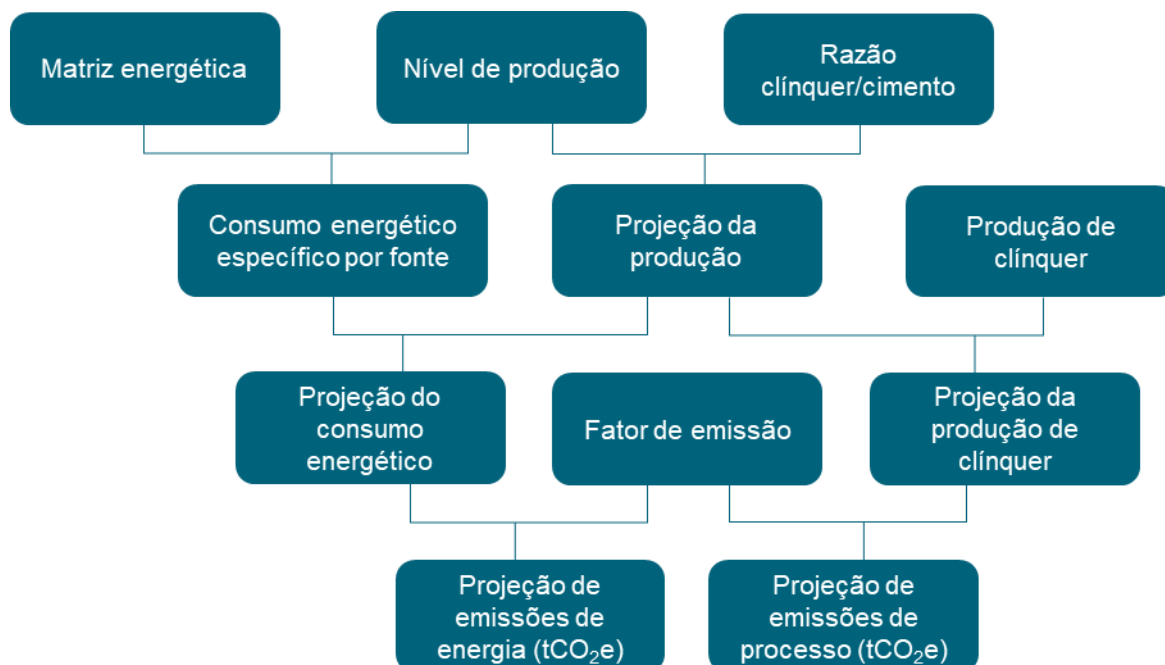 Matriz energética
Nível de produção
Razão
clínquer/cimento
Consumo energético
específico por fonte
Projeção da
produção
Produção de
clínquer
Projeção do
consumo
energético
Fator de emissão
Projeção da
produção de
clínquer
Projeção de
emissões de
energia (tCO₂e)
Projeção de
emissões de
processo (tCO₂e)